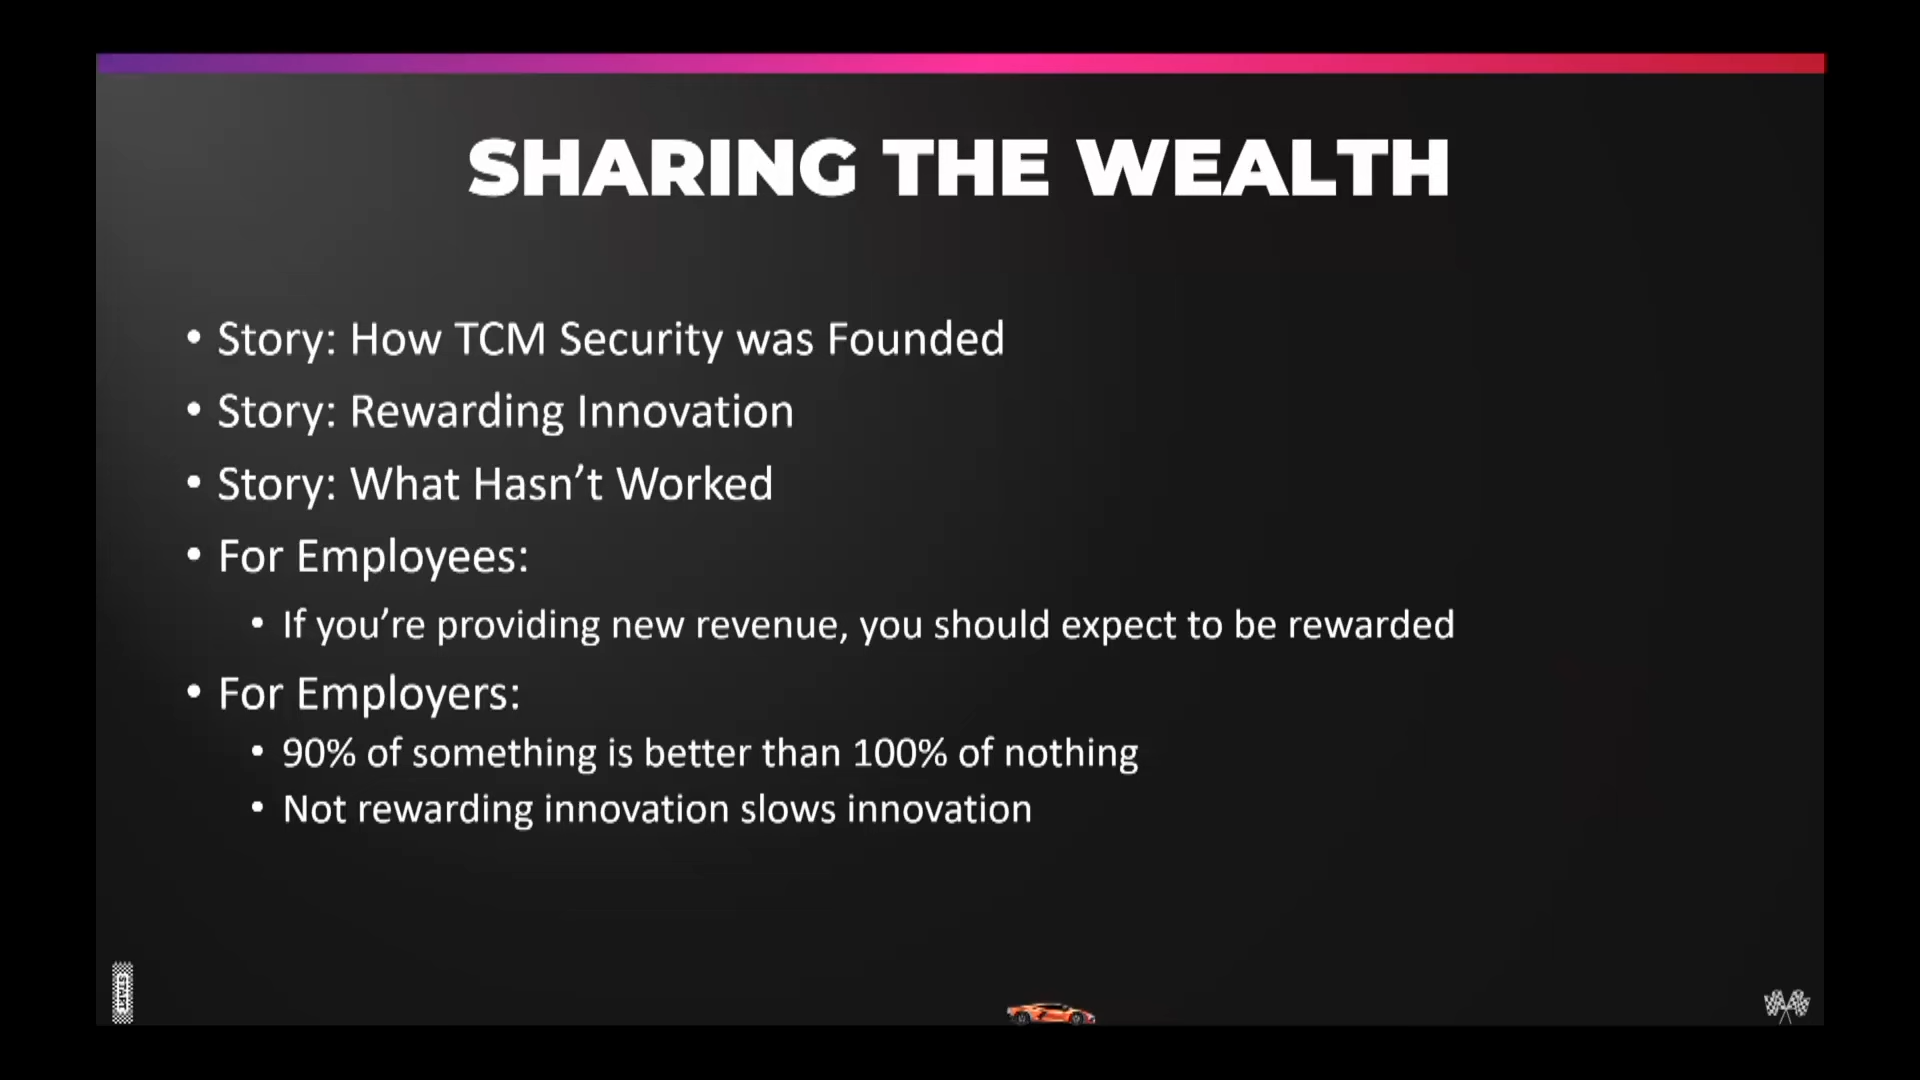 SHARING THE WEALTH
• Story: How TCM Security was Founded
• Story: Rewarding Innovation
• Story: What Hasn’t Worked
• For Employees:
• If you’re providing new revenue, you should expect to be rewarded
• For Employers:
• 90% of something is better than 100% of nothing
• Not rewarding innovation slows innovation
START